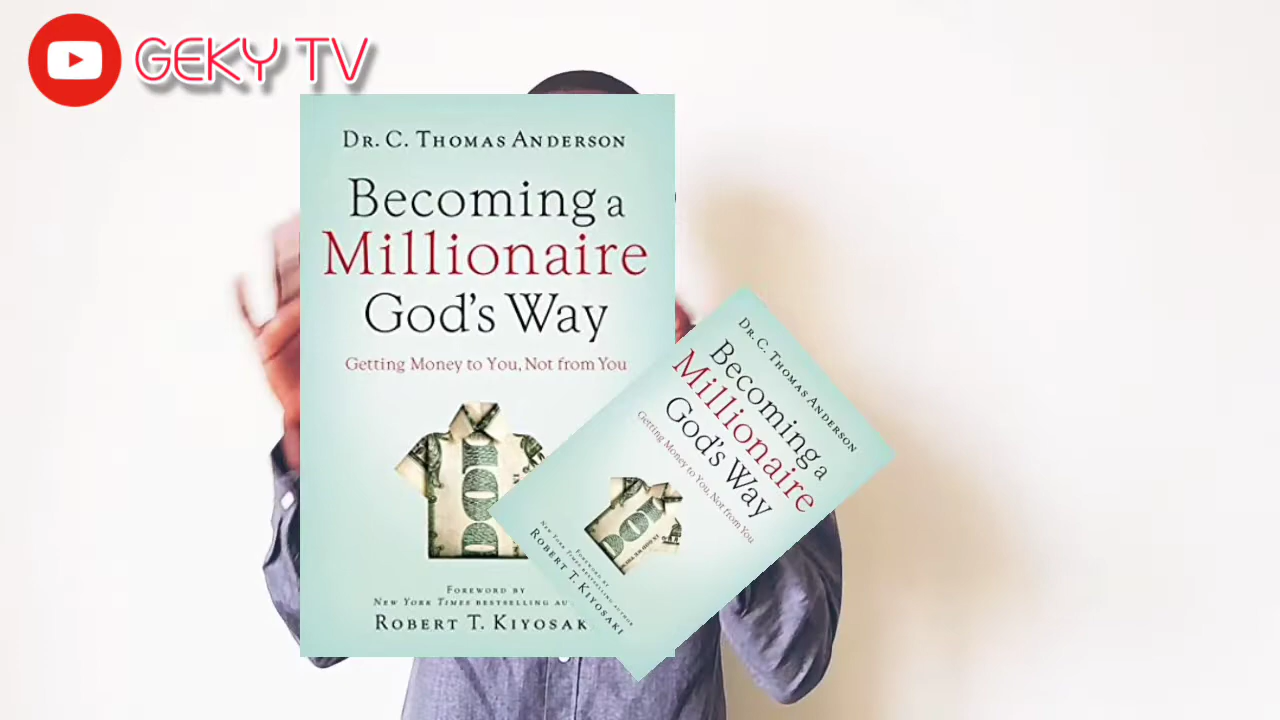 GEKY TV
DR. C. THOMAS ANDERSON
Becoming a
Millionaire
God's Way
Getting Money to You, Not from You
FOREWORD BY
NEW YORK TIMES BESTSELLING AU
ROBERT T. KIYOSAK
DR. C. THOMAS ANDERSON
Becoming a
Millionaire
God's Way
Getting Money to You, Not from You
FOREWORD BY
NEW YORK TIMES BESTSELLING AUTHOR
ROBERT T. KIYOSAKI